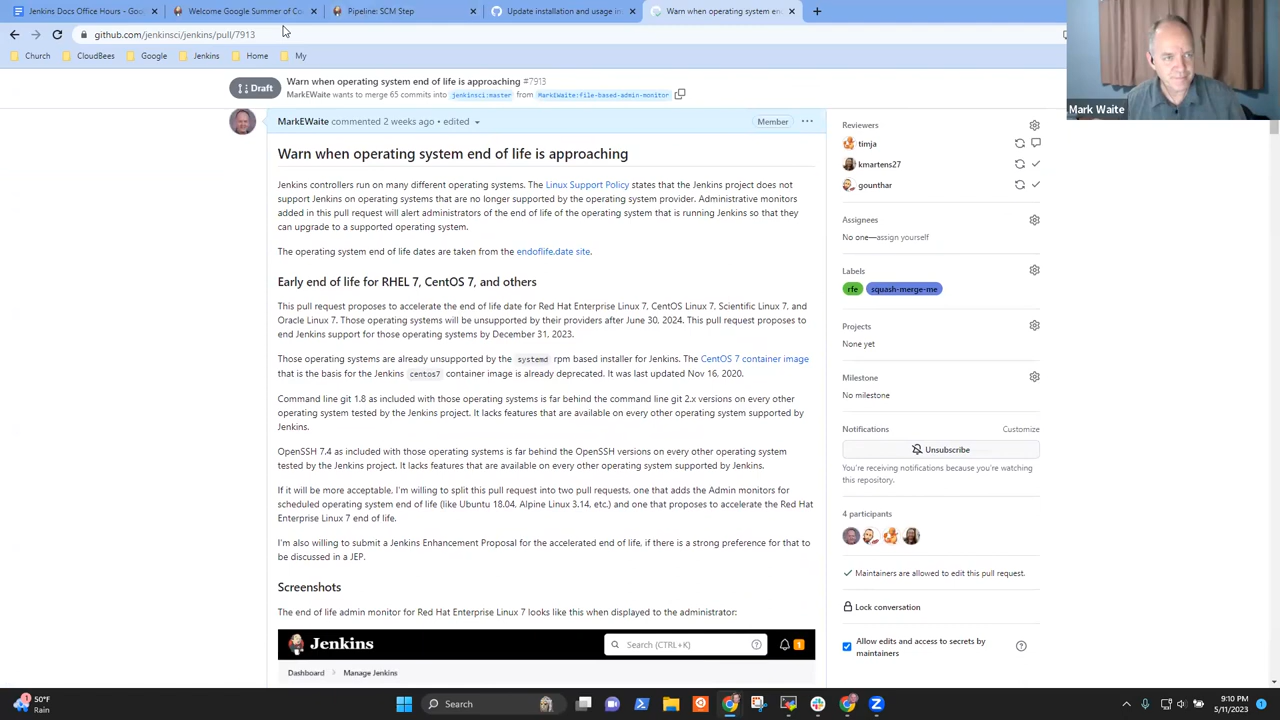 Jenkins Docs Office Hours - Goo
Welcome Google Summer of Co
Pipeline: SCM Step
Update installation and usage in
Warn when operating system en
github.com/jenkinsci/jenkins/pull/7913
Church
CloudBees
Google
Jenkins
Home
My
Mark Waite
Draft
Warn when operating system end of life is approaching #7913
MarkEWaite wants to merge 65 commits into jenkinsci:master from MarkEWaite:file-based-admin-monitor
MarkEWaite commented 2 weeks ago • edited
Member
Warn when operating system end of life is approaching
Jenkins controllers run on many different operating systems. The Linux Support Policy states that the Jenkins project does not
support Jenkins on operating systems that are no longer supported by the operating system provider. Administrative monitors
added in this pull request will alert administrators of the end of life of the operating system that is running Jenkins so that they
can upgrade to a supported operating system.
The operating system end of life dates are taken from the endoflife.date site.
Early end of life for RHEL 7, CentOS 7, and others
This pull request proposes to accelerate the end of life date for Red Hat Enterprise Linux 7, CentOS Linux 7, Scientific Linux 7, and
Oracle Linux 7. Those operating systems will be unsupported by their providers after June 30, 2024. This pull request proposes to
end Jenkins support for those operating systems by December 31, 2023.
Those operating systems are already unsupported by the systemd rpm based installer for Jenkins. The CentOS 7 container image
that is the basis for the Jenkins centos7 container image is already deprecated. It was last updated Nov 16, 2020.
Command line git 1.8 as included with those operating systems is far behind the command line git 2.x versions on every other
operating system tested by the Jenkins project. It lacks features that are available on every other operating system supported by
Jenkins.
OpenSSH 7.4 as included with those operating systems is far behind the OpenSSH versions on every other operating system
tested by the Jenkins project. It lacks features that are available on every other operating system supported by Jenkins.
If it will be more acceptable, I'm willing to split this pull request into two pull requests, one that adds the Admin monitors for
scheduled operating system end of life (like Ubuntu 18.04, Alpine Linux 3.14, etc.) and one that proposes to accelerate the Red Hat
Enterprise Linux 7 end of life.
I'm also willing to submit a Jenkins Enhancement Proposal for the accelerated end of life, if there is a strong preference for that to
be discussed in a JEP.
Screenshots
The end of life admin monitor for Red Hat Enterprise Linux 7 looks like this when displayed to the administrator:
Jenkins
Search (CTRL+K)
1
Dashboard
Manage Jenkins
Reviewers
timja
kmartens27
gounthar
Assignees
No one—assign yourself
Labels
rfe
squash-merge-me
Projects
None yet
Milestone
No milestone
Notifications
Customize
Unsubscribe
You're receiving notifications because you're watching
this repository.
4 participants
Maintainers are allowed to edit this pull request.
Lock conversation
Allow edits and access to secrets by
maintainers
50°F
Rain
Search
9:10 PM
5/11/2023